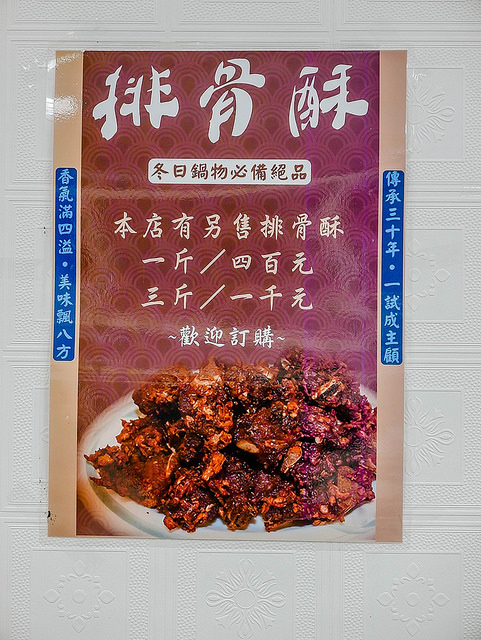 排骨酥
冬日鍋物必備絕品
本店有另售排骨酥
一斤/四百元
三斤/一千元
~歡迎訂購~
傳承三十年•一試成主顧
香氣滿四溢•美味飄八方